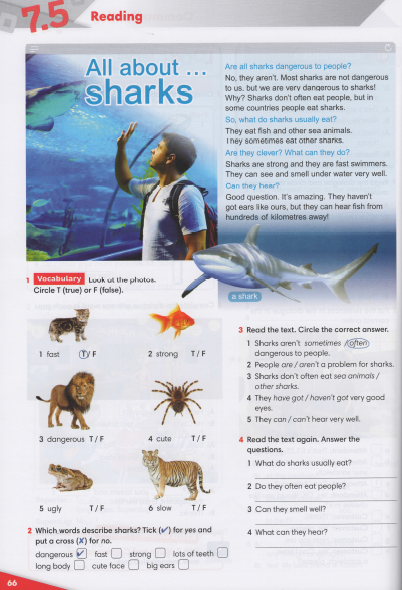 7.5 Reading
All about ...
sharks
Are all sharks dangerous to people?
No, they aren't. Most sharks are not dangerous
to us, but we are very dangerous to sharks!
Why? Sharks don't often eat people, but in
some countries people eat sharks.
So, what do sharks usually eat?
They eat fish and other sea animals.
They sometimes eat other sharks.
Are they clever? What can they do?
Sharks are strong and they are fast swimmers.
They can see and smell under water very well.
Can they hear?
Good question. It's amazing. They haven't
got ears like ours, but they can hear fish from
hundreds of kilometres away!
a shark
1 Vocabulary Look at the photos.
Circle T (true) or F (false).
1 fast T / F
2 strong T / F
3 dangerous T / F
4 cute T / F
5 ugly T / F
6 slow T / F
2 Which words describe sharks? Tick (✔) for yes and
put a cross (✗) for no.
dangerous ✔ fast strong lots of teeth
long body cute face big ears
3 Read the text. Circle the correct answer.
1 Sharks aren't sometimes / often
dangerous to people.
2 People are / aren't a problem for sharks.
3 Sharks don't often eat sea animals /
other sharks.
4 They have got / haven't got very good
eyes.
5 They can / can't hear very well.
4 Read the text again. Answer the
questions.
1 What do sharks usually eat?
2 Do they often eat people?
3 Can they smell well?
4 What can they hear?
66